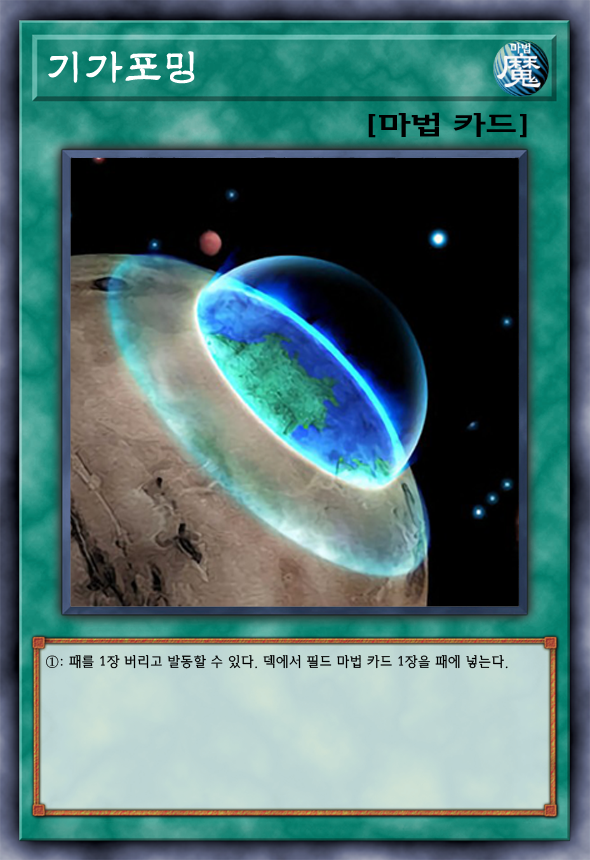 기가포밍
마법
魔
[마법 카드]
①: 패를 1장 버리고 발동할 수 있다. 덱에서 필드 마법 카드 1장을 패에 넣는다.